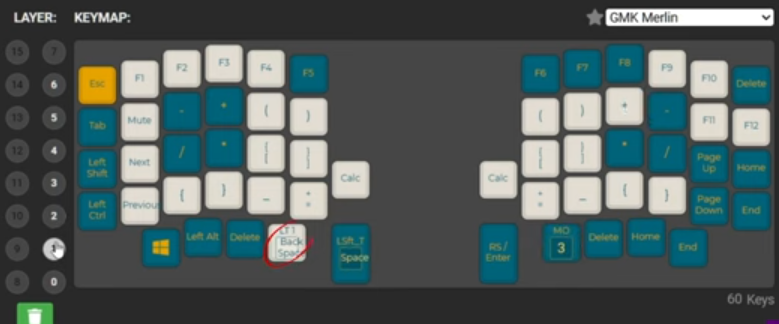 LAYER: KEYMAP: GMK Merlin
15 7
14 6
13 5
12 4
11 3
10 2
9 1
8 0
Esc F1 F2 F3 F4 F5 F6 F7 F8 F9 F10 Delete
Tab Mute - + ( ) ( ) + - F11 F12
Left Shift Next / * [ ] [ ] * / Page Up Home
Left Ctrl Previou { } _ + = Calc Calc + = _ { } Page Down End
Left Alt Delete LT 1 Back Spac LSft_T Space RS / Enter MO 3 Delete Home End
60 Keys